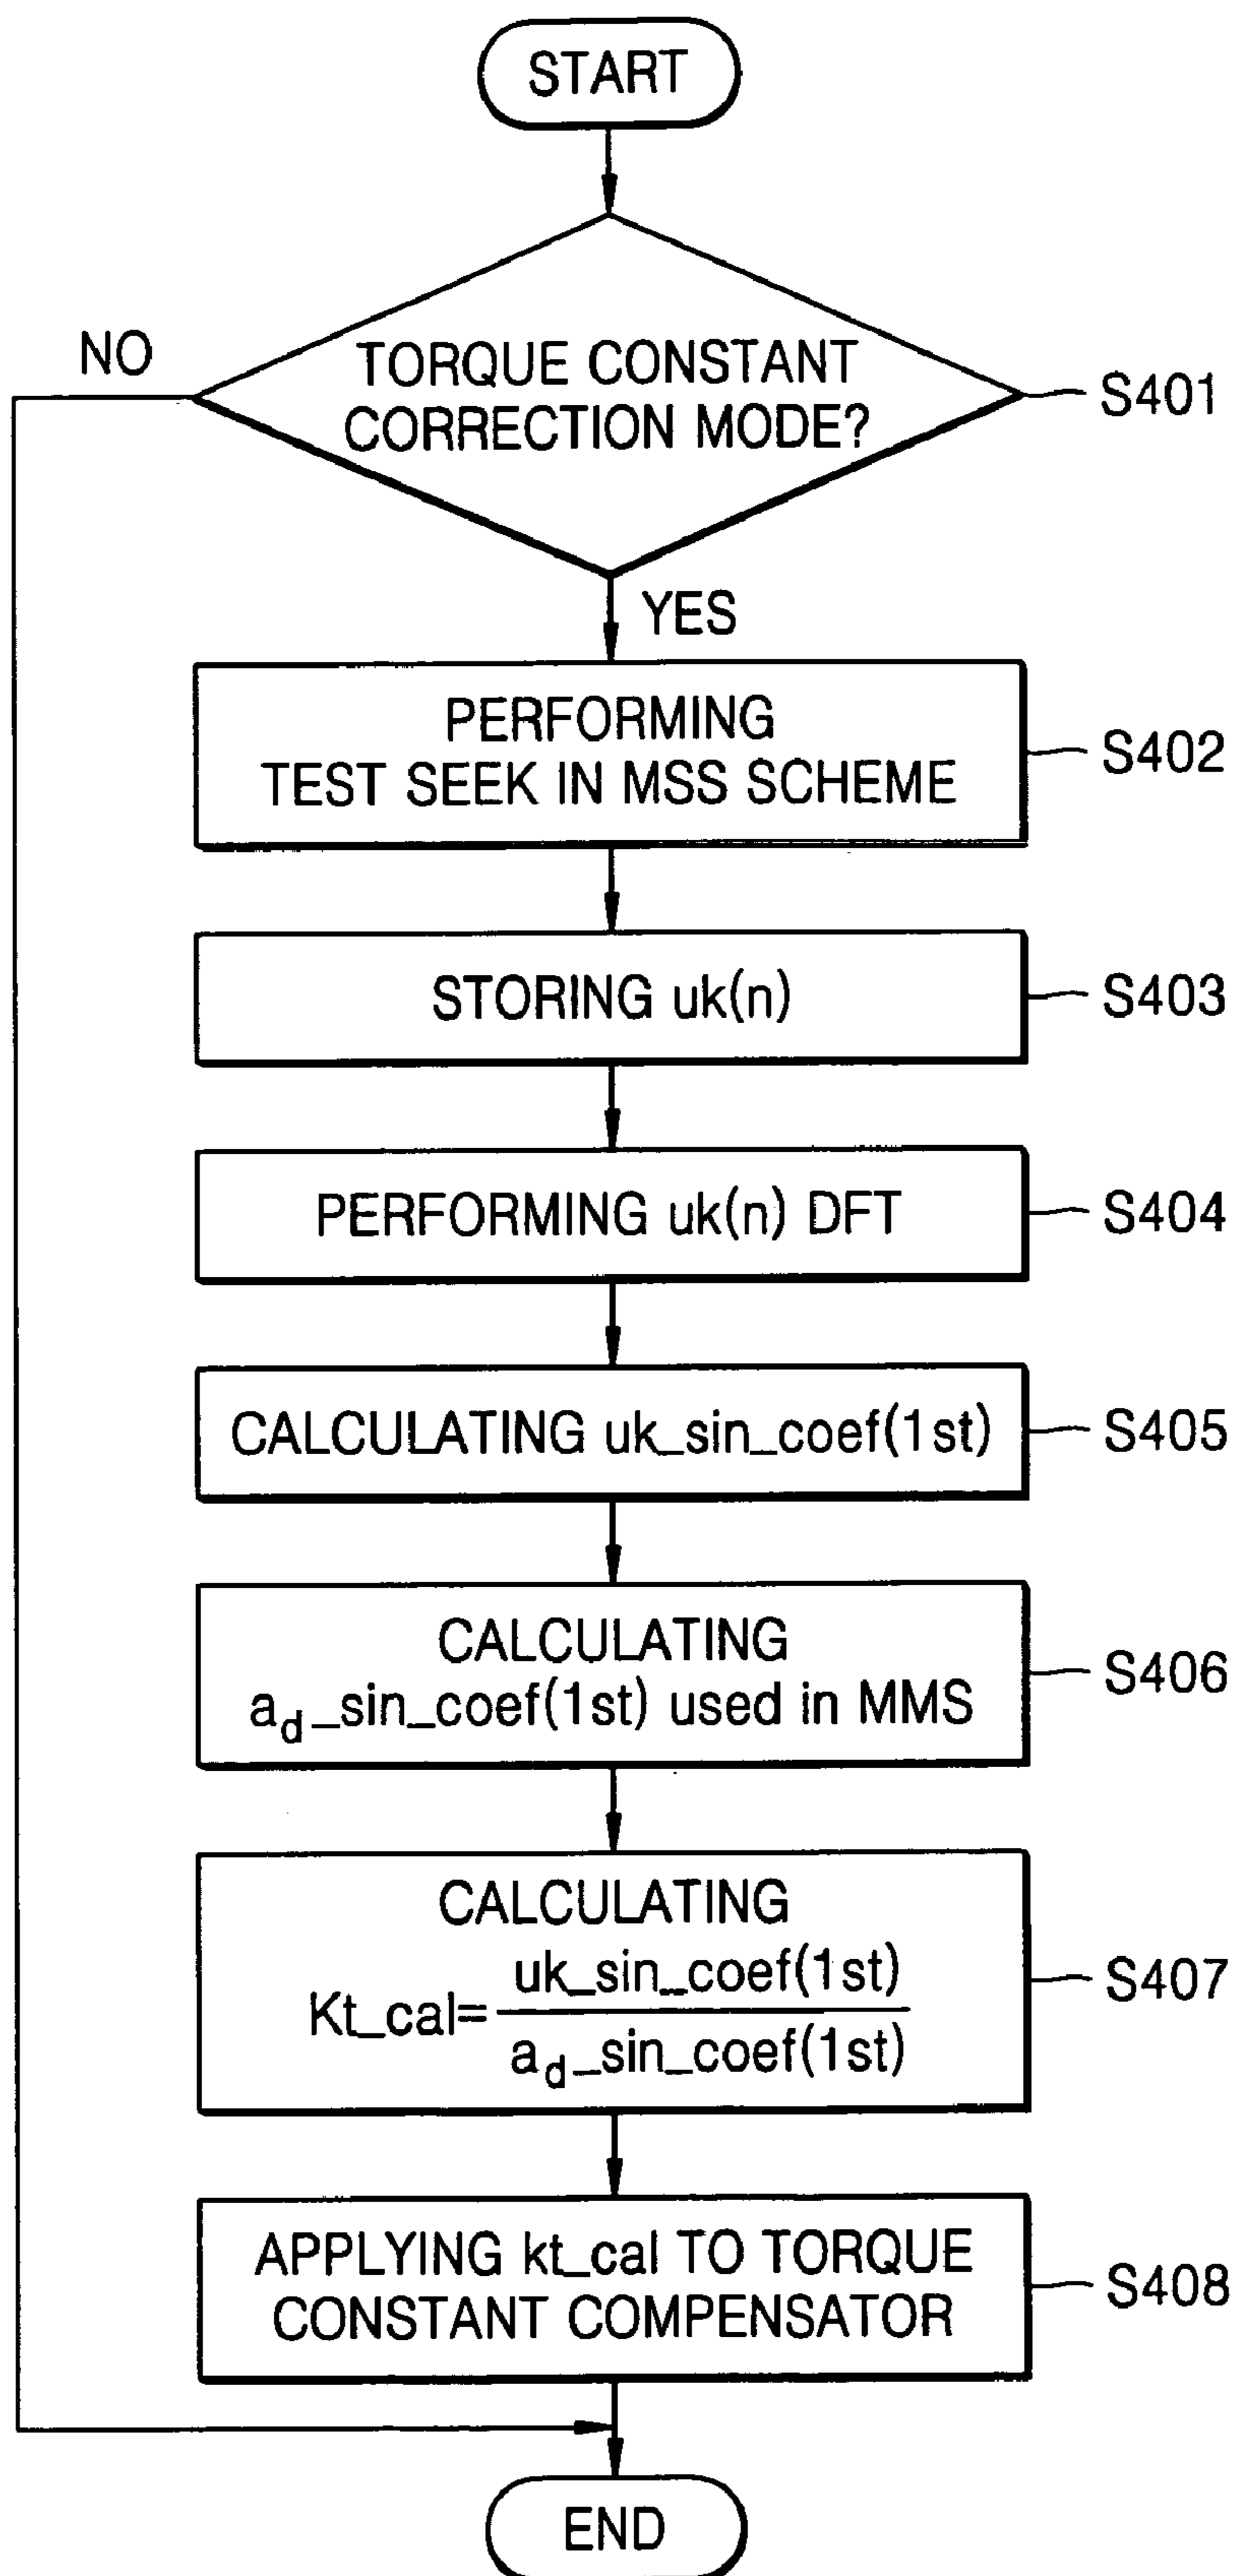 START
NO
TORQUE CONSTANT
CORRECTION MODE?
S401
YES
PERFORMING
TEST SEEK IN MSS SCHEME
S402
STORING uk(n)
S403
PERFORMING uk(n) DFT
S404
CALCULATING uk_sin_coef(1st)
S405
CALCULATING
a_d_sin_coef(1st) used in MMS
S406
CALCULATING
Kt_cal= uk_sin_coef(1st)
a_d_sin_coef(1st)
S407
APPLYING kt_cal TO TORQUE
CONSTANT COMPENSATOR
S408
END